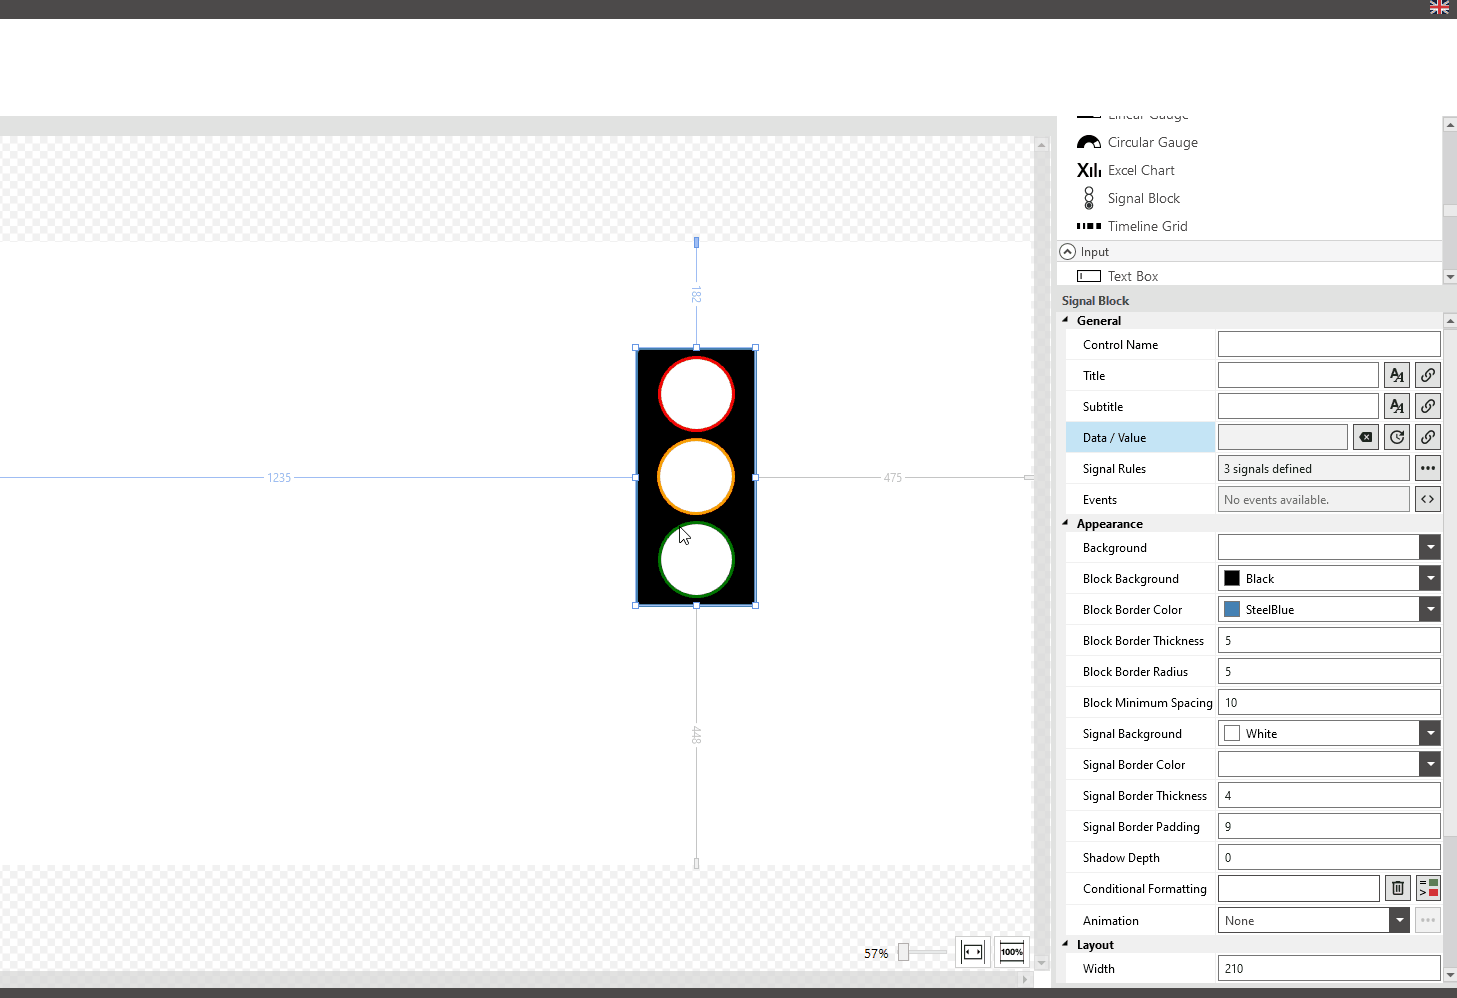 Linear Gauge
Circular Gauge
Excel Chart
Signal Block
Timeline Grid
Input
Text Box
182
1235
475
448
57%
100%
Signal Block
General
Control Name
Title
Subtitle
Data / Value
Signal Rules 3 signals defined
Events No events available.
Appearance
Background
Block Background Black
Block Border Color SteelBlue
Block Border Thickness 5
Block Border Radius 5
Block Minimum Spacing 10
Signal Background White
Signal Border Color
Signal Border Thickness 4
Signal Border Padding 9
Shadow Depth 0
Conditional Formatting
Animation None
Layout
Width 210